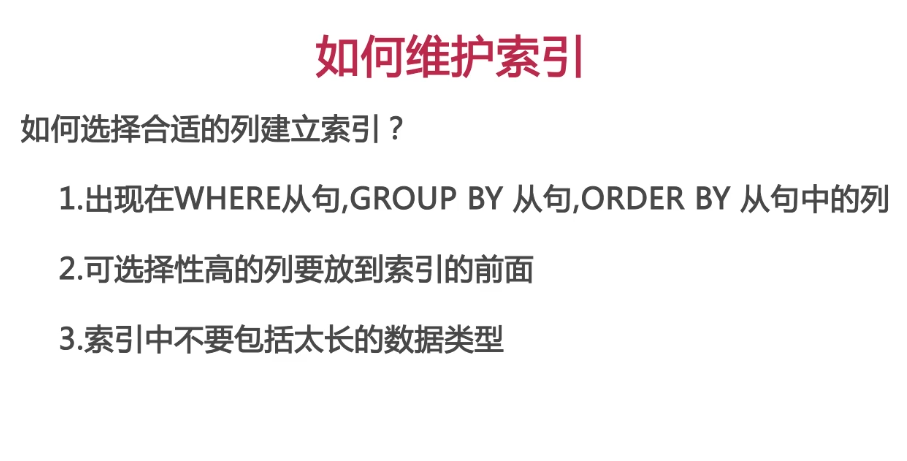 如何维护索引
如何选择合适的列建立索引？
1.出现在WHERE从句,GROUP BY 从句,ORDER BY 从句中的列
2.可选择性高的列要放到索引的前面
3.索引中不要包括太长的数据类型